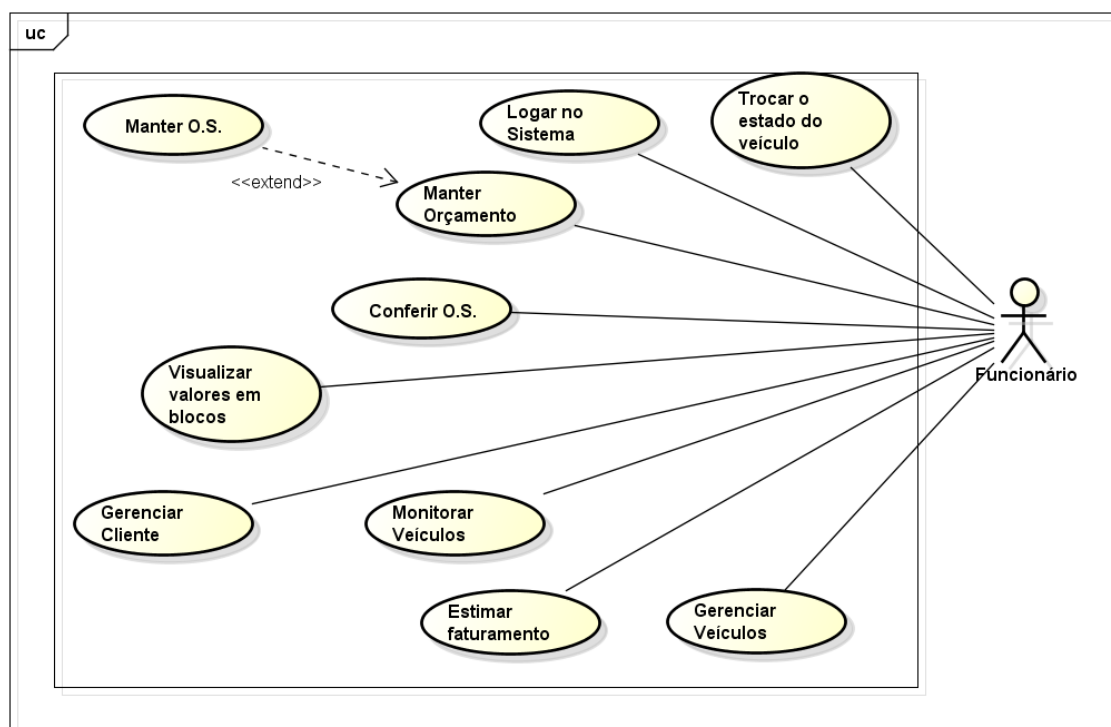 uc
Manter O.S.
Logar no
Sistema
Trocar o
estado do
veículo
<<extend>>
Manter
Orçamento
Conferir O.S.
Funcionário
Visualizar
valores em
blocos
Gerenciar
Cliente
Monitorar
Veículos
Estimar
faturamento
Gerenciar
Veículos